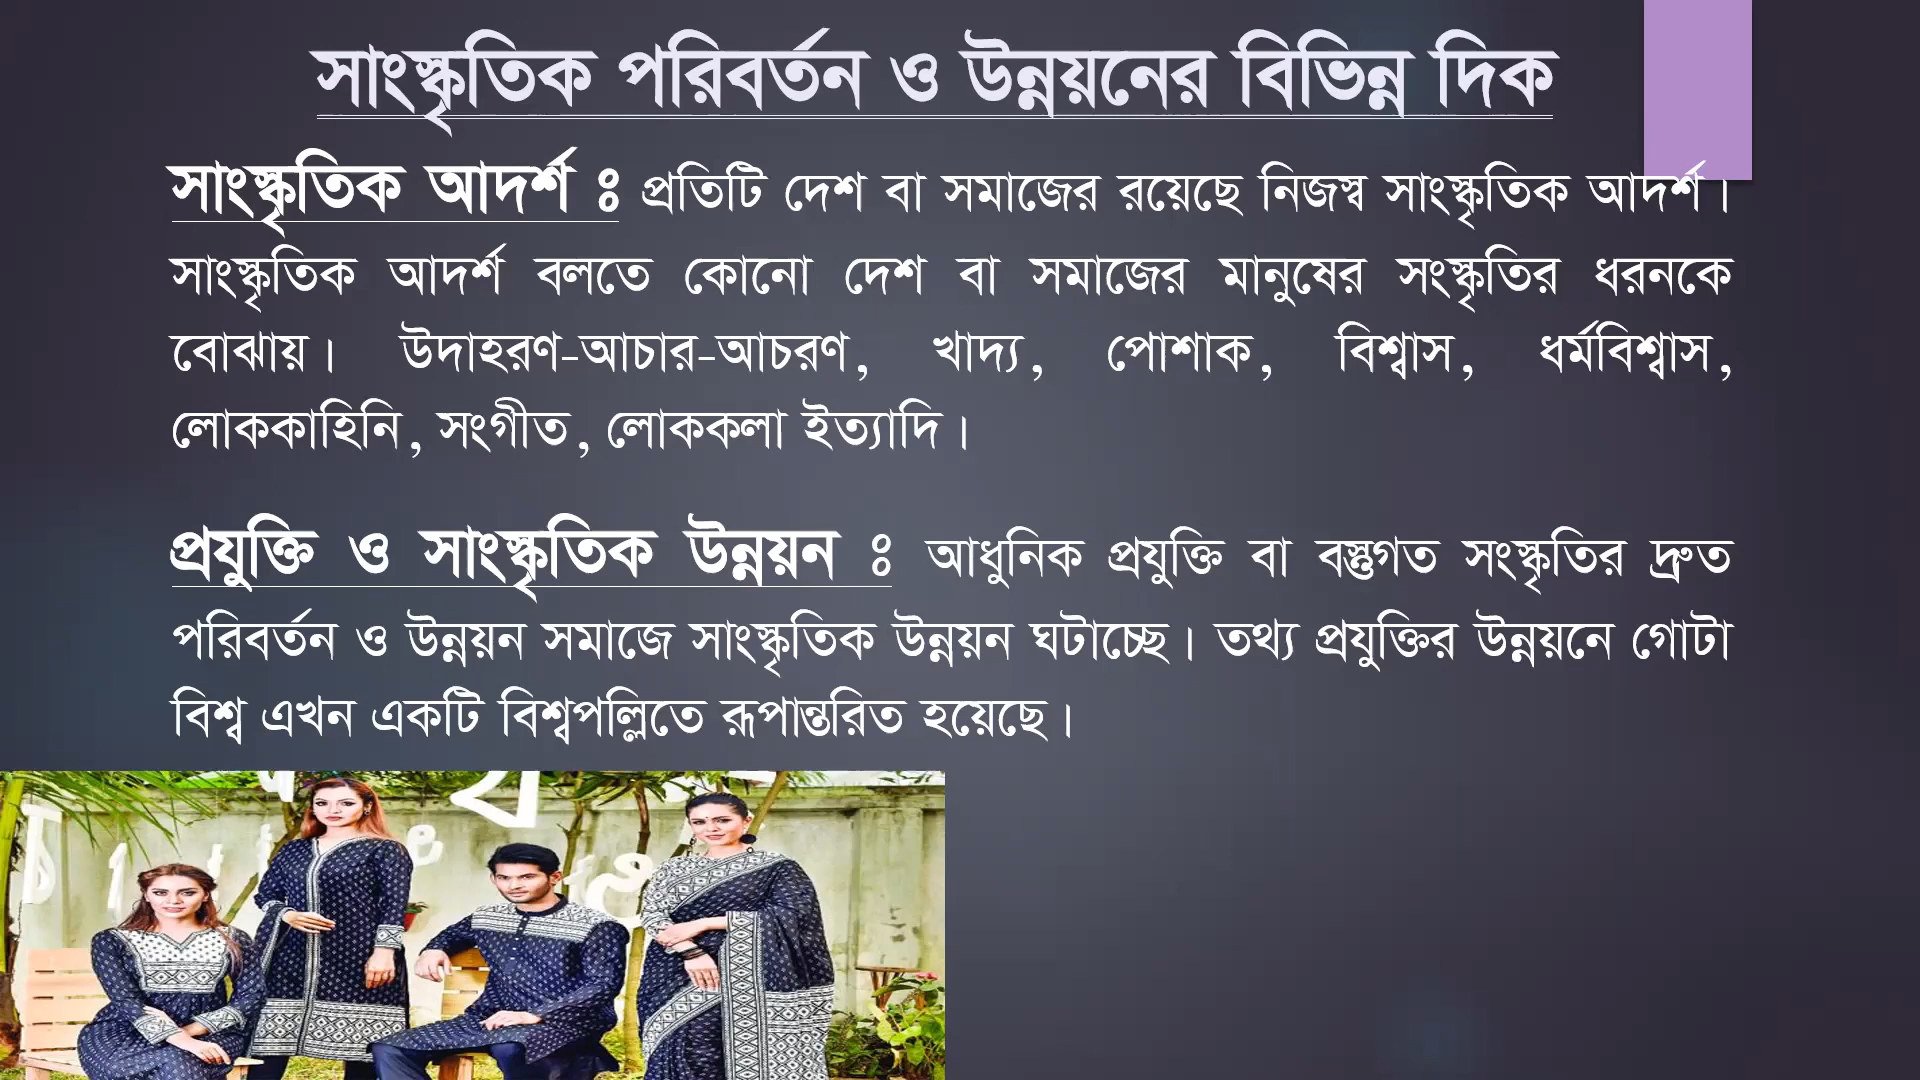 সাংস্কৃতিক পরিবর্তন ও উন্নয়নের বিভিন্ন দিক
সাংস্কৃতিক আদর্শ ঃ প্রতিটি দেশ বা সমাজের রয়েছে নিজস্ব সাংস্কৃতিক আদর্শ।
সাংস্কৃতিক আদর্শ বলতে কোনো দেশ বা সমাজের মানুষের সংস্কৃতির ধরনকে
বোঝায়। উদাহরণ-আচার-আচরণ, খাদ্য, পোশাক, বিশ্বাস, ধর্মবিশ্বাস,
লোককাহিনি, সংগীত, লোককলা ইত্যাদি।
প্রযুক্তি ও সাংস্কৃতিক উন্নয়ন ঃ আধুনিক প্রযুক্তি বা বস্তুগত সংস্কৃতির দ্রুত
পরিবর্তন ও উন্নয়ন সমাজে সাংস্কৃতিক উন্নয়ন ঘটাচ্ছে। তথ্য প্রযুক্তির উন্নয়নে গোটা
বিশ্ব এখন একটি বিশ্বপল্লিতে রূপান্তরিত হয়েছে।